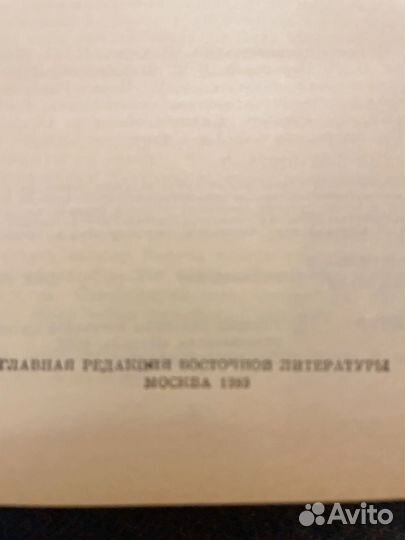 ГЛАВНАЯ РЕДАКЦИЯ ВОСТОЧНОЙ ЛИТЕРАТУРЫ
МОСКВА
Avito